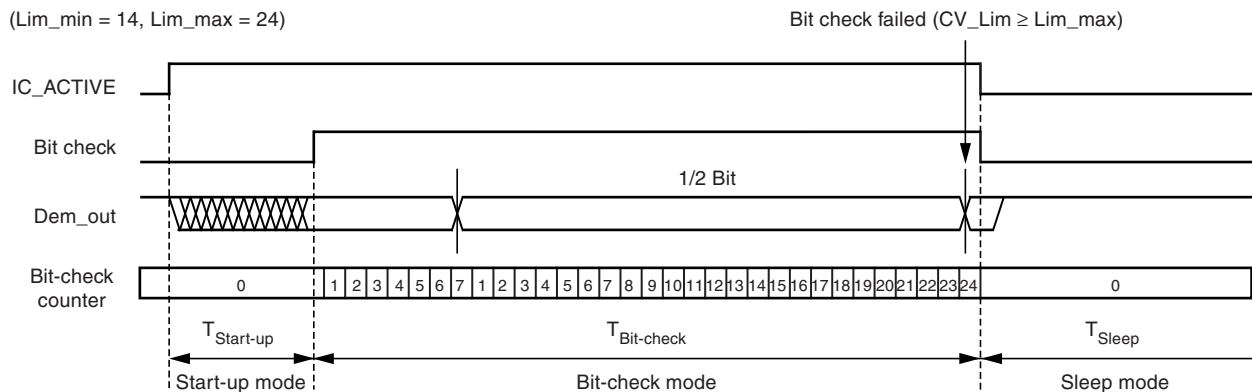 (Lim_min = 14, Lim_max = 24)
Bit check failed (CV_Lim ≥ Lim_max)
IC_ACTIVE
Bit check
1/2 Bit
Dem_out
Bit-check
counter
0 1 2 3 4 5 6 7 1 2 3 4 5 6 7 8 9 10 11 12 13 14 15 16 17 18 19 20 21 22 23 24 0
TStart-up TBit-check TSleep
Start-up mode Bit-check mode Sleep mode